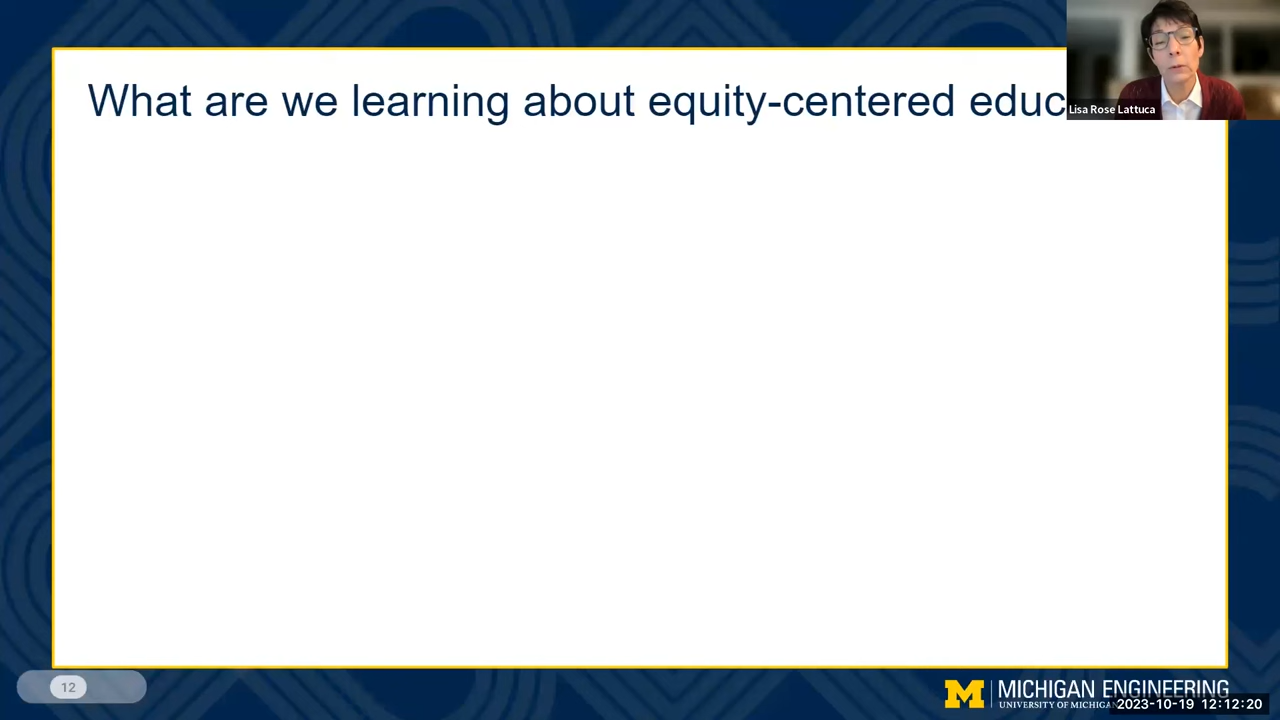 What are we learning about equity-centered educ
Lisa Rose Lattuca
12
M MICHIGAN ENGINEERING
UNIVERSITY OF MICHIGAN
2023-10-19 12:12:20